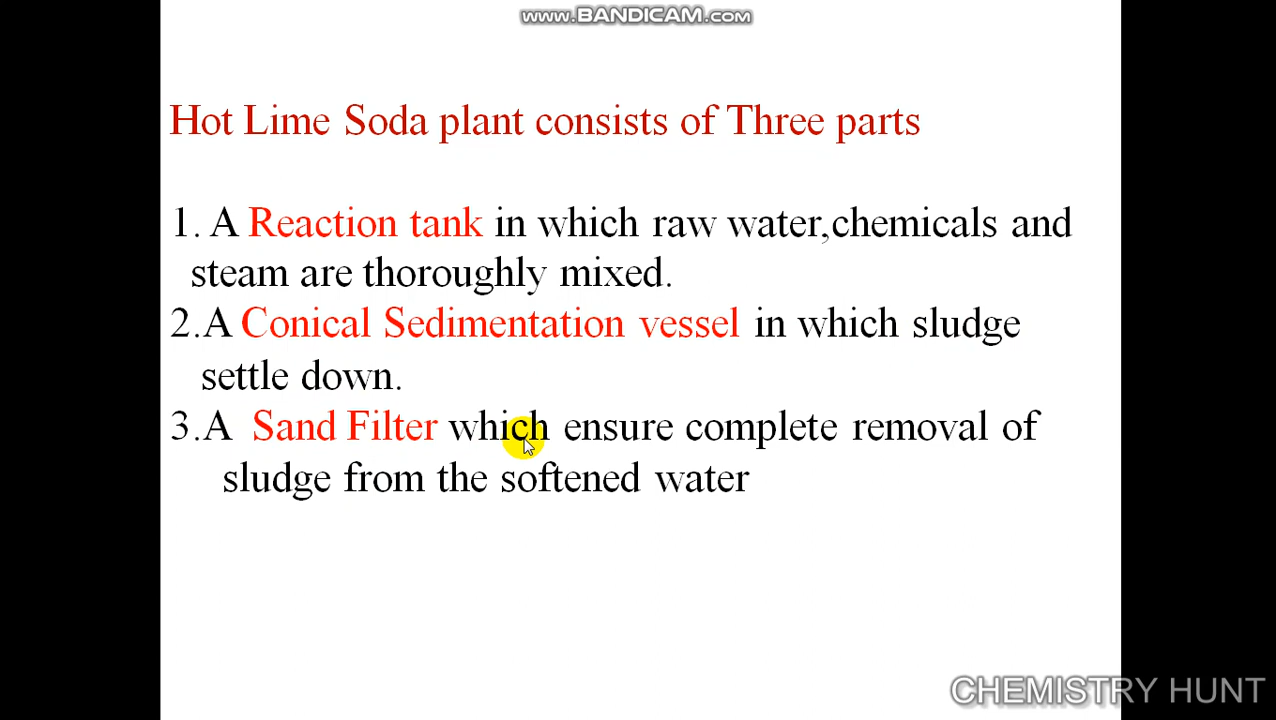 www.BANDICAM.com
Hot Lime Soda plant consists of Three parts
1. A Reaction tank in which raw water,chemicals and
steam are thoroughly mixed.
2.A Conical Sedimentation vessel in which sludge
settle down.
3.A Sand Filter which ensure complete removal of
sludge from the softened water
CHEMISTRY HUNT